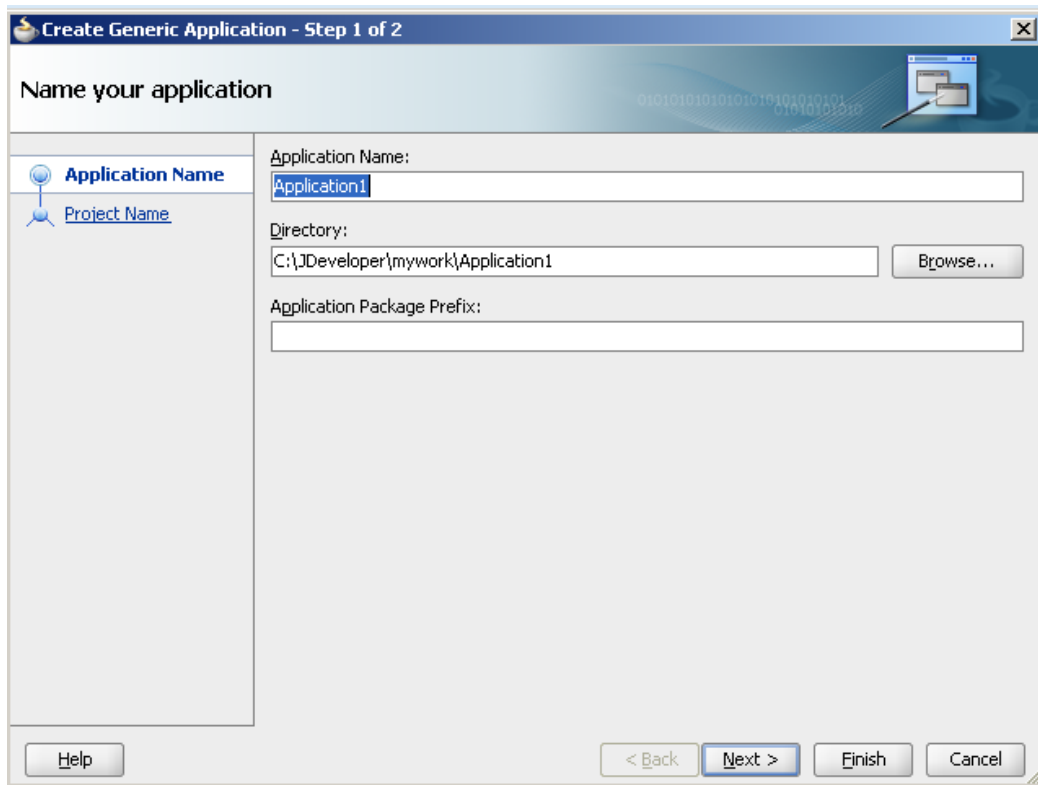 Create Generic Application - Step 1 of 2
Name your application
Application Name
Project Name
Application Name:
Application1
Directory:
C:\JDeveloper\mywork\Application1
Browse...
Application Package Prefix:
Help
< Back
Next >
Finish
Cancel